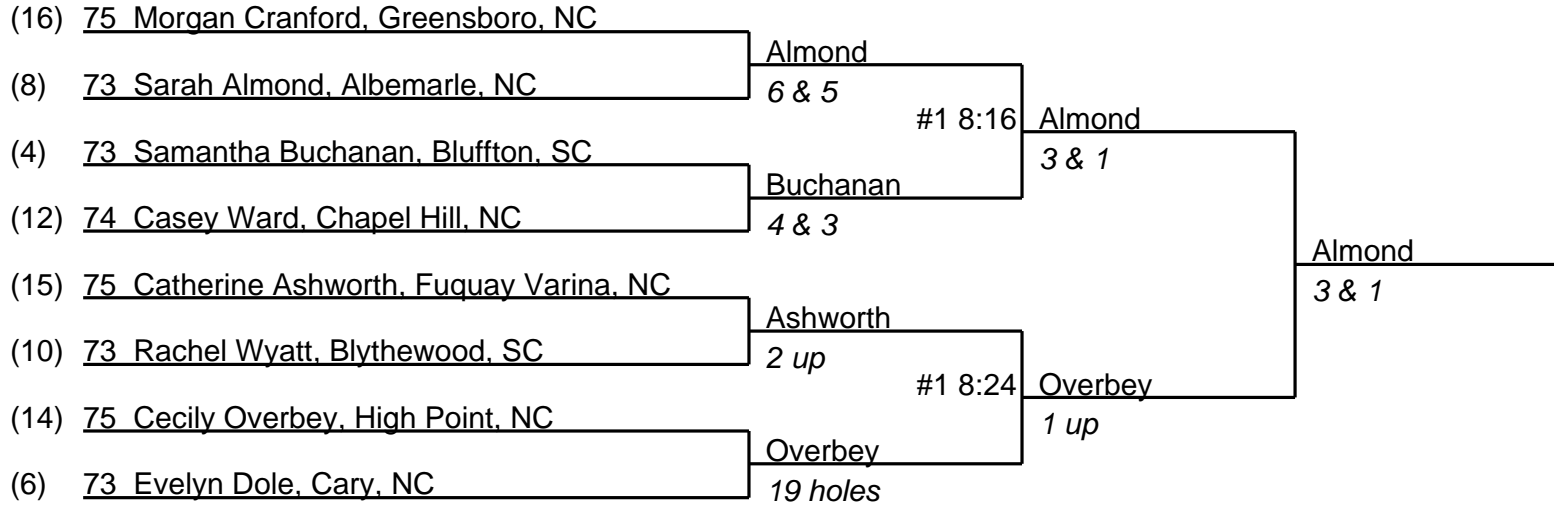 (16) 75 Morgan Cranford, Greensboro, NC
Almond
(8) 73 Sarah Almond, Albemarle, NC
6 & 5
#1 8:16
Almond
(4) 73 Samantha Buchanan, Bluffton, SC
3 & 1
Buchanan
(12) 74 Casey Ward, Chapel Hill, NC
4 & 3
Almond
(15) 75 Catherine Ashworth, Fuquay Varina, NC
3 & 1
Ashworth
(10) 73 Rachel Wyatt, Blythewood, SC
2 up
#1 8:24
Overbey
(14) 75 Cecily Overbey, High Point, NC
1 up
Overbey
(6) 73 Evelyn Dole, Cary, NC
19 holes